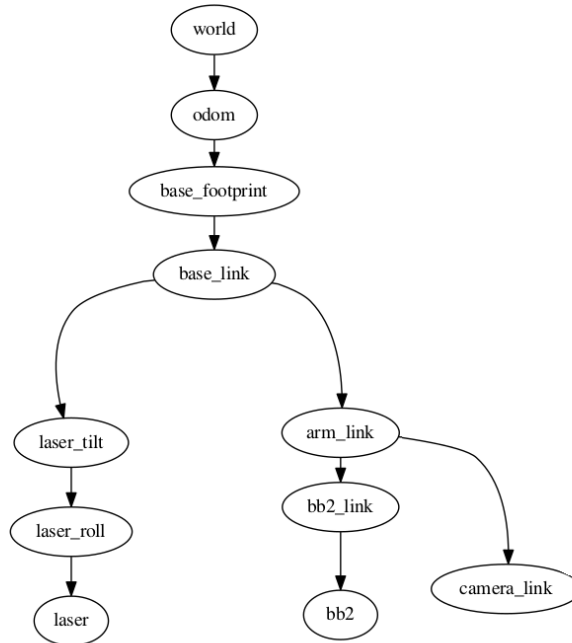 world
odom
base_footprint
base_link
laser_tilt
arm_link
laser_roll
bb2_link
camera_link
laser
bb2